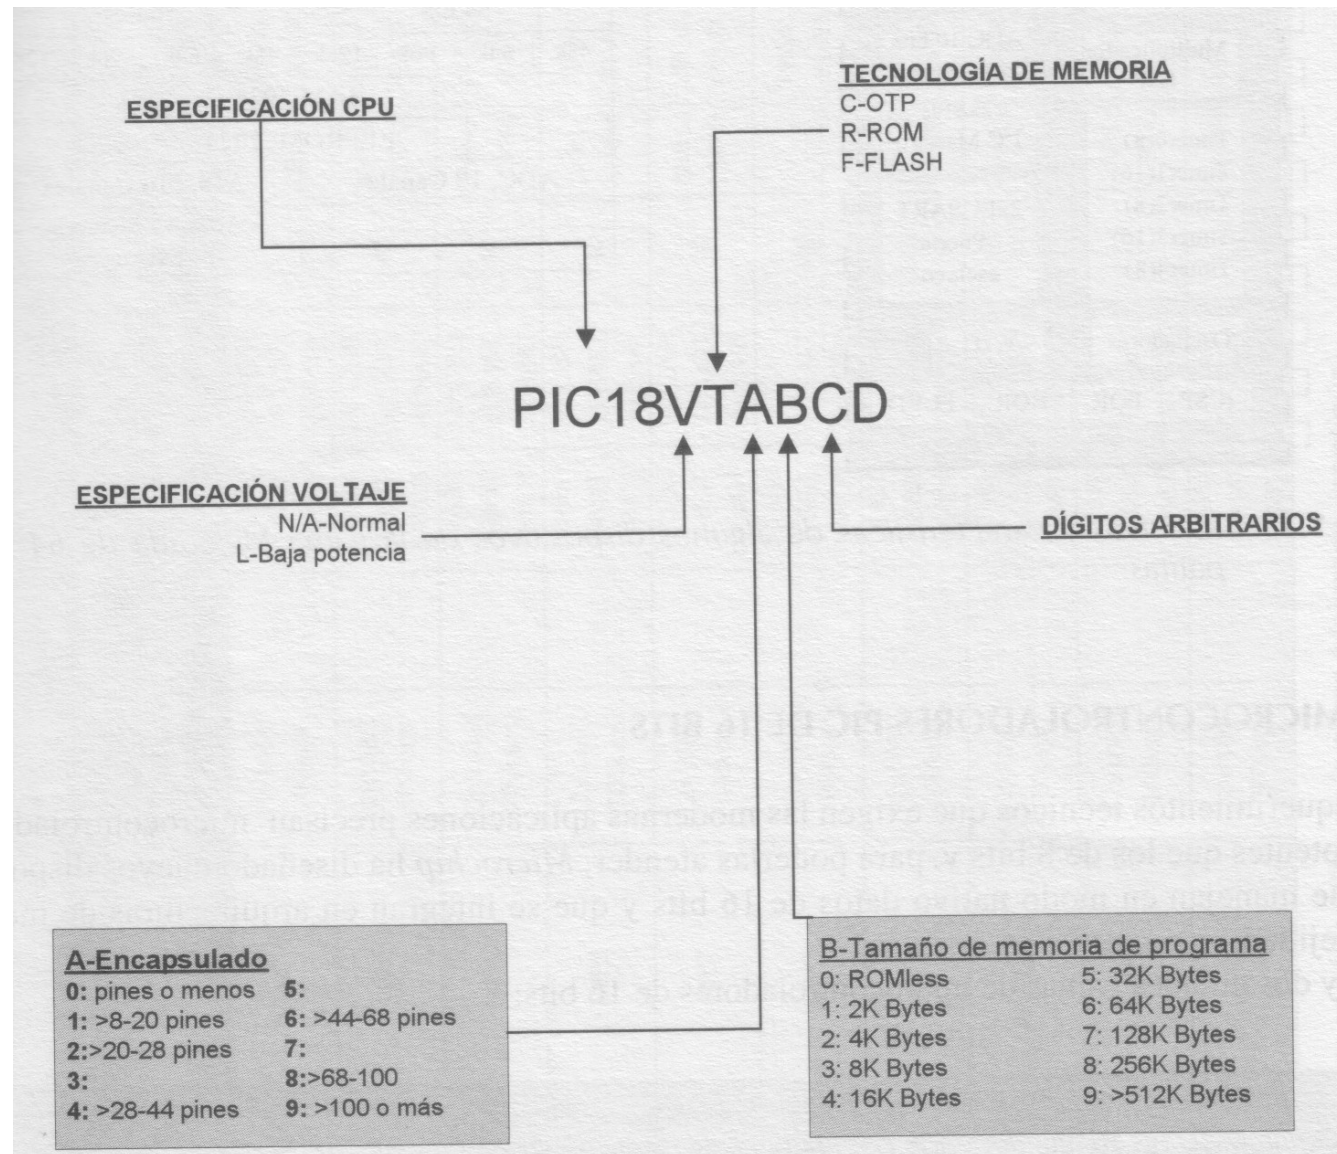 TECNOLOGÍA DE MEMORIA
ESPECIFICACIÓN CPU
C-OTP
R-ROM
F-FLASH
PIC18VTABCD
ESPECIFICACIÓN VOLTAJE
N/A-Normal
L-Baja potencia
DÍGITOS ARBITRARIOS
A-Encapsulado
0: pines o menos
1: >8-20 pines
2:>20-28 pines
3:
4: >28-44 pines
5:
6: >44-68 pines
7:
8:>68-100
9: >100 o más
B-Tamaño de memoria de programa
0: ROMless
1: 2K Bytes
2: 4K Bytes
3: 8K Bytes
4: 16K Bytes
5: 32K Bytes
6: 64K Bytes
7: 128K Bytes
8: 256K Bytes
9: >512K Bytes